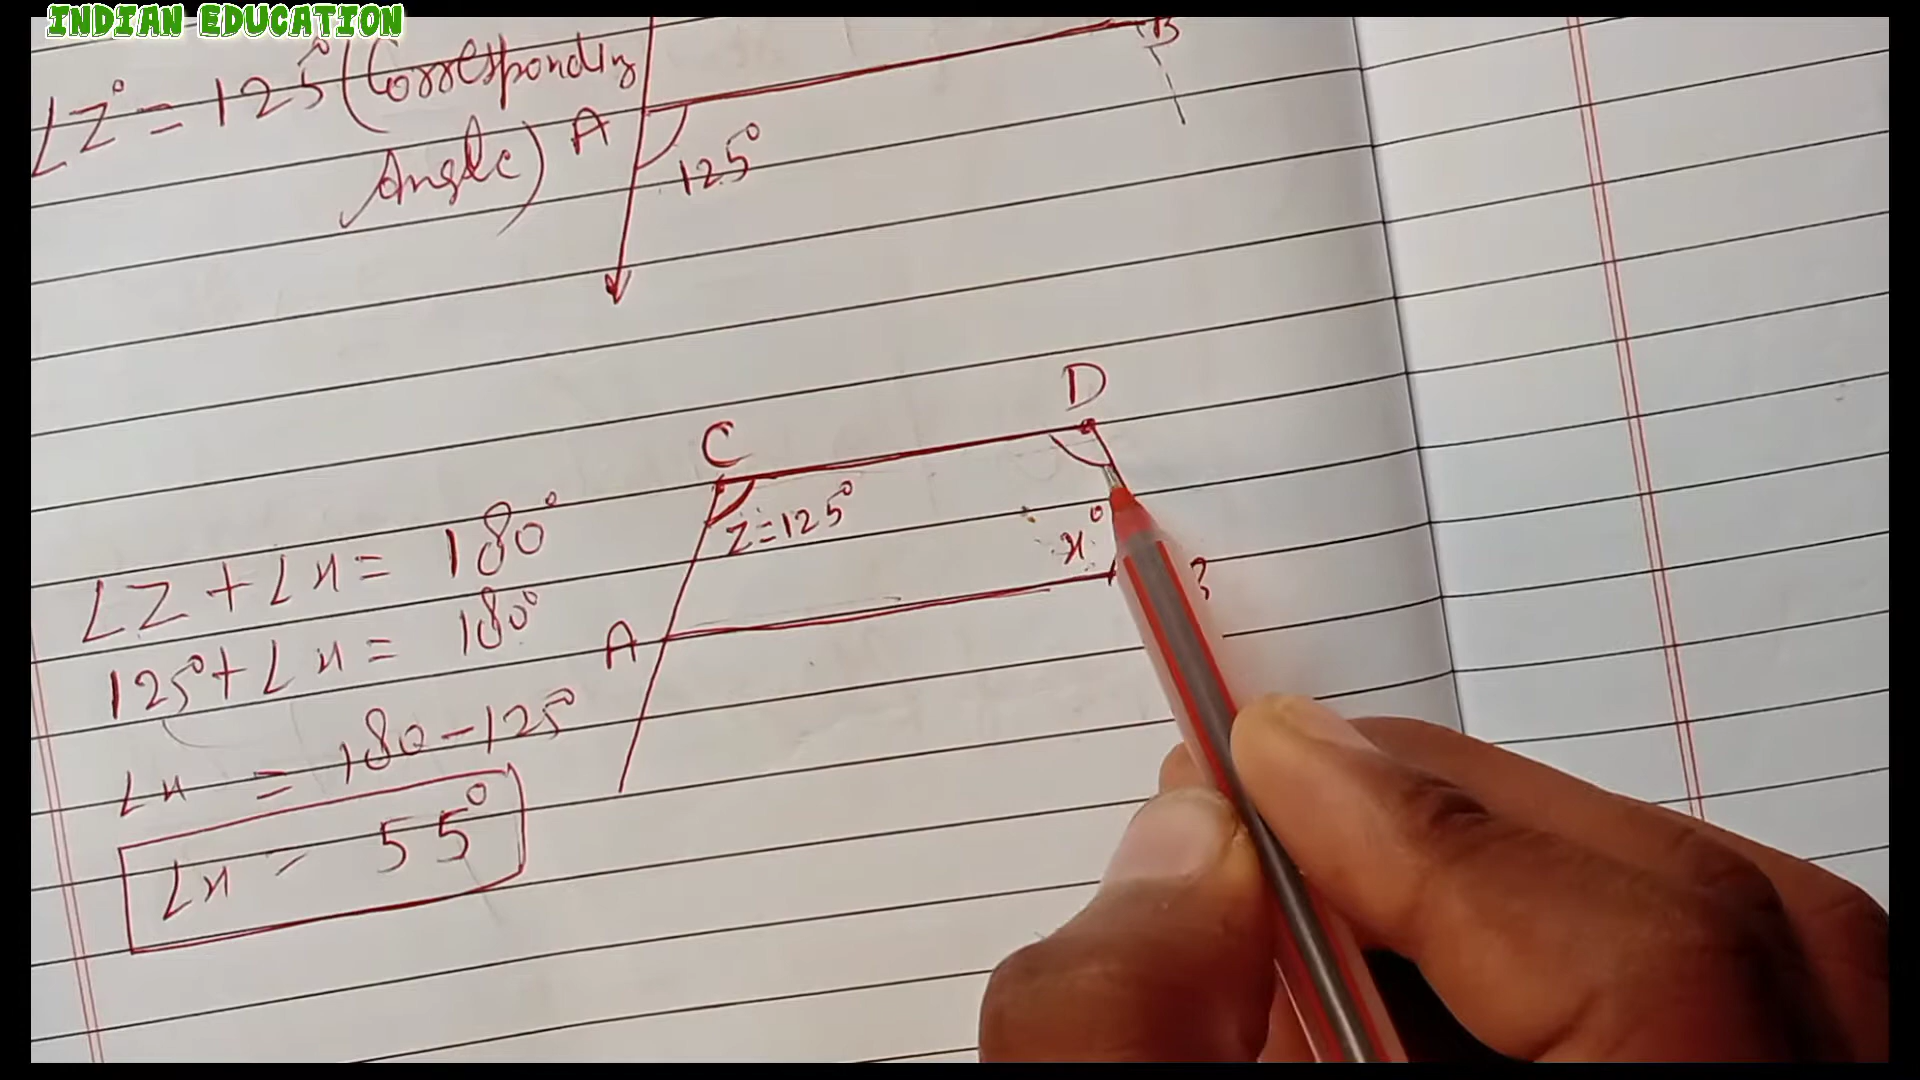 INDIAN EDUCATION
B
∠Z° = 125° (Corresponding
Angle)
A
125°
D
C
Z=125°
x°
B
A
∠Z + ∠x = 180°
125° + ∠x = 180°
∠x = 180 - 125°
∠x = 55°